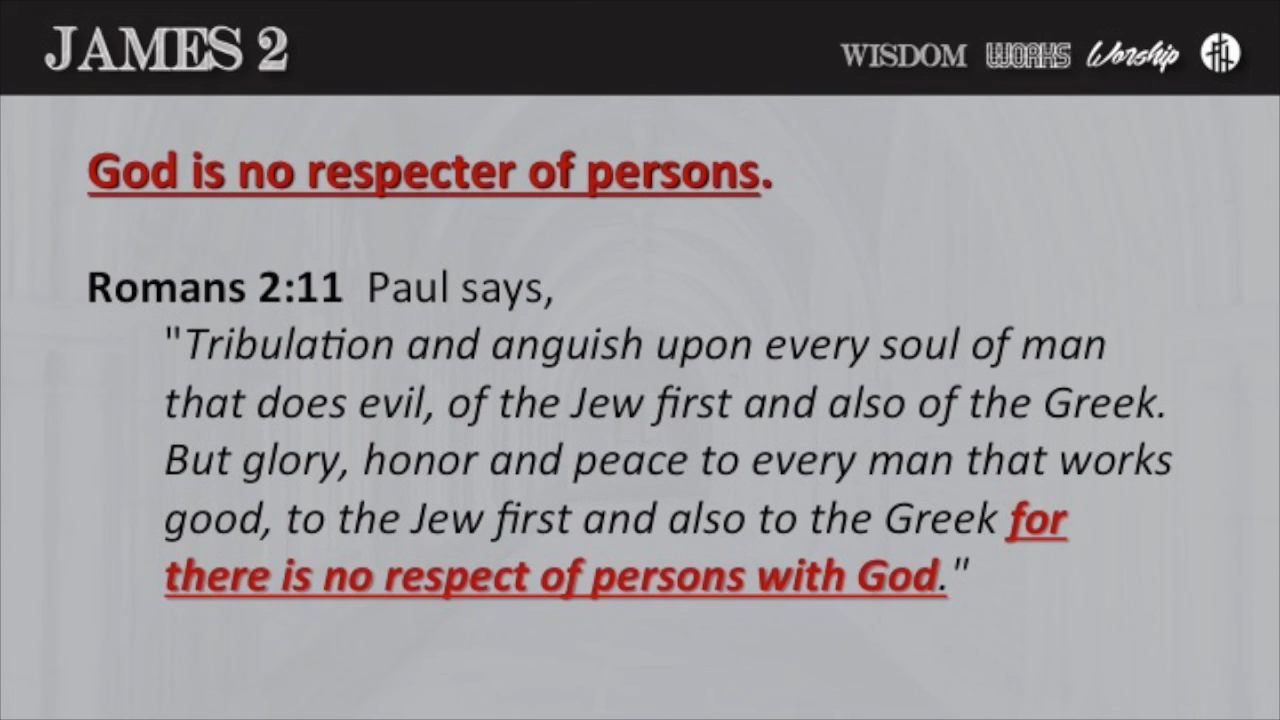 JAMES 2
WISDOM WORKS Worship
God is no respecter of persons.
Romans 2:11 Paul says,
"Tribulation and anguish upon every soul of man
that does evil, of the Jew first and also of the Greek.
But glory, honor and peace to every man that works
good, to the Jew first and also to the Greek for
there is no respect of persons with God."